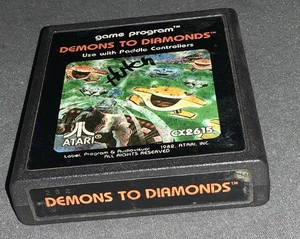 game program™
DEMONS TO DIAMONDS™
Use with Paddle Controllers
ATARI®
CX2615
Label, Program & Audiovisual © 1982, ATARI, INC.
ALL RIGHTS RESERVED
DEMONS TO DIAMONDS™